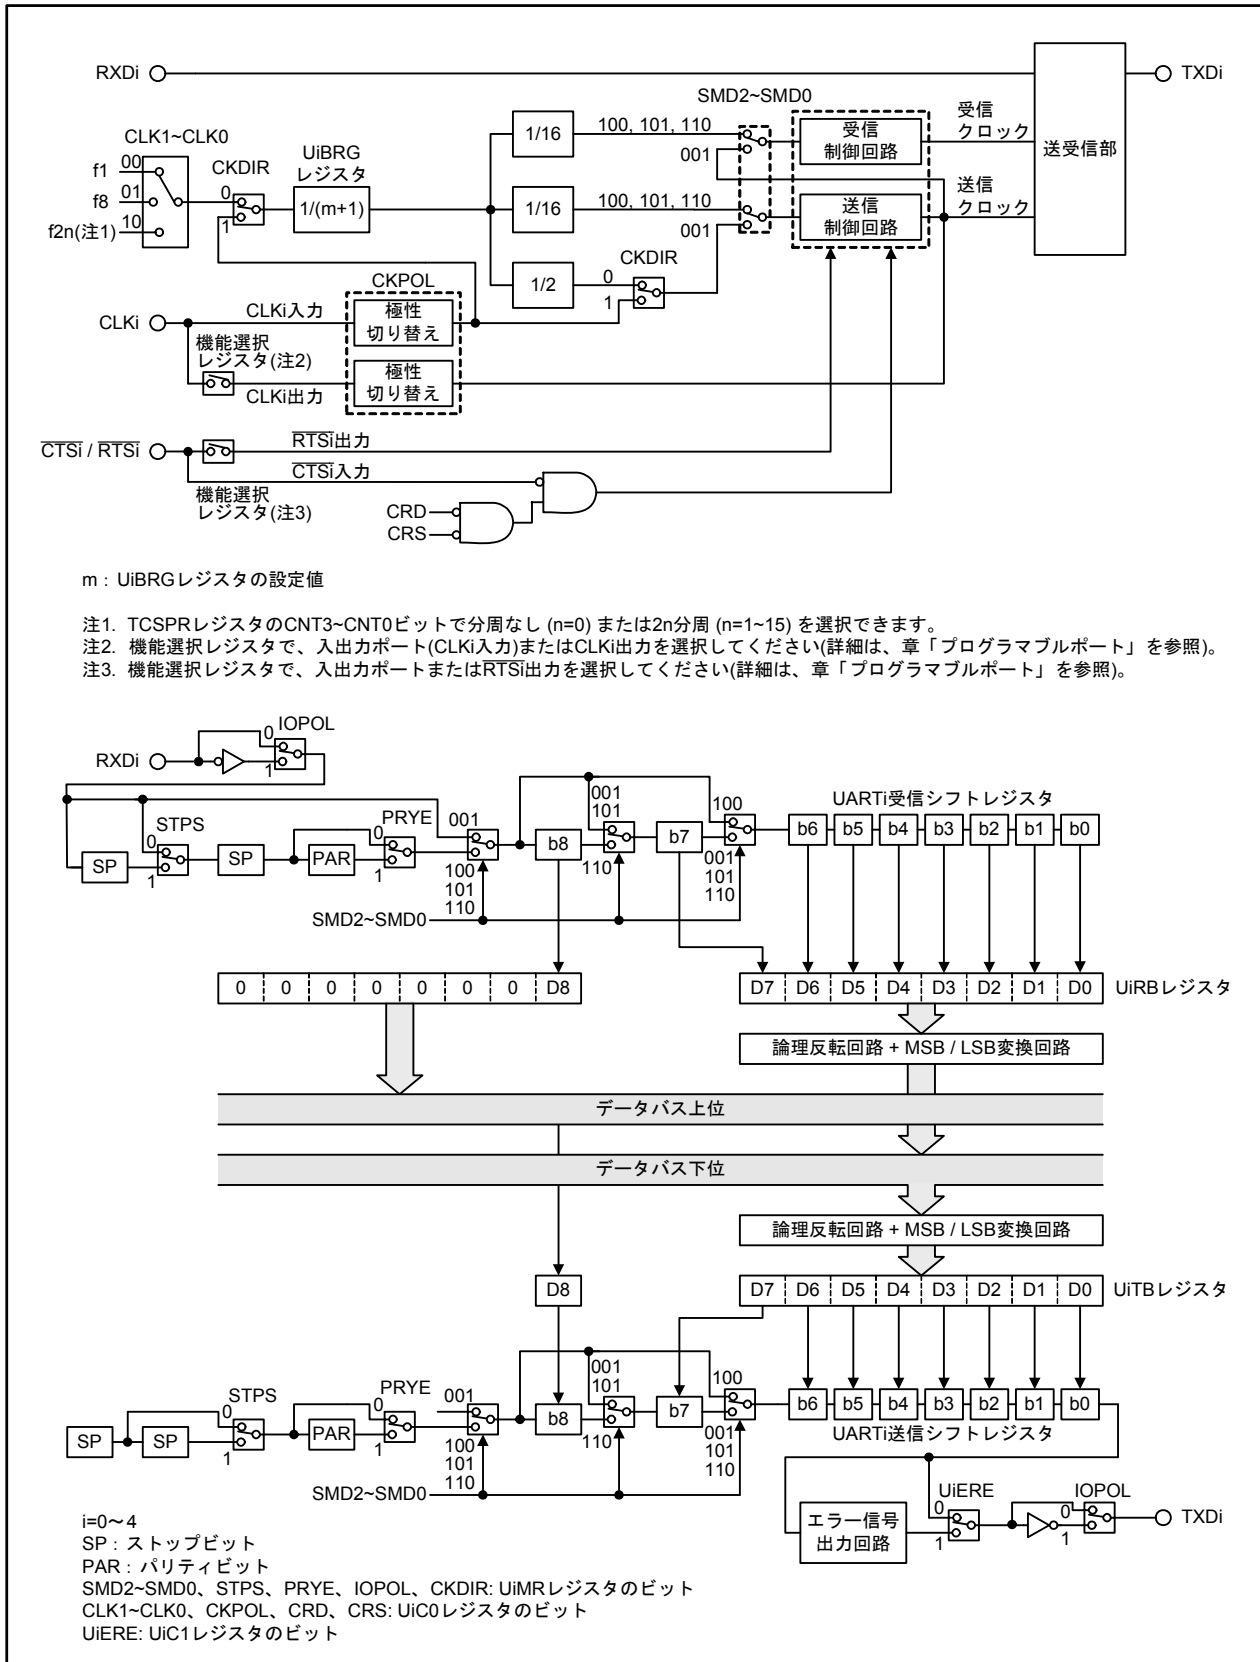 RXDi
TXDi
SMD2~SMD0
CLK1~CLK0
f1
00
f8
01
f2n(注1)
10
CKDIR
0
1
UiBRG
レジスタ
1/(m+1)
1/16
100, 101, 110
001
受信
制御回路
受信
クロック
送受信部
1/16
100, 101, 110
001
送信
制御回路
送信
クロック
1/2
CKDIR
0
1
CKPOL
CLKi
CLKi入力
極性
切り替え
機能選択
レジスタ(注2)
CLKi出力
極性
切り替え
CTSi / RTSi
RTSi出力
CTSi入力
機能選択
レジスタ(注3)
CRD
CRS
m : UiBRGレジスタの設定値
注1. TCSPRレジスタのCNT3~CNT0ビットで分周なし (n=0) または2n分周 (n=1~15) を選択できます。
注2. 機能選択レジスタで、入出力ポート(CLKi入力)またはCLKi出力を選択してください(詳細は、章「プログラマブルポート」を参照)。
注3. 機能選択レジスタで、入出力ポートまたはRTSi出力を選択してください(詳細は、章「プログラマブルポート」を参照)。
RXDi
IOPOL
0
1
STPS
0
1
SP
SP
PAR
PRYE
0
1
001
100
101
110
b8
001
101
110
b7
100
001
101
110
SMD2~SMD0
UARTi受信シフトレジスタ
b6 b5 b4 b3 b2 b1 b0
0 0 0 0 0 0 0 D8
D7 D6 D5 D4 D3 D2 D1 D0
UiRBレジスタ
論理反転回路 + MSB / LSB変換回路
データバス上位
データバス下位
論理反転回路 + MSB / LSB変換回路
D8
D7 D6 D5 D4 D3 D2 D1 D0
UiTBレジスタ
SP
SP
STPS
0
1
PAR
PRYE
0
1
001
100
101
110
b8
001
101
110
b7
100
001
101
110
SMD2~SMD0
b6 b5 b4 b3 b2 b1 b0
UARTi送信シフトレジスタ
エラー信号
出力回路
UiERE
0
1
IOPOL
0
1
TXDi
i=0～4
SP : ストップビット
PAR : パリティビット
SMD2~SMD0、STPS、PRYE、IOPOL、CKDIR: UiMRレジスタのビット
CLK1~CLK0、CKPOL、CRD、CRS: UiC0レジスタのビット
UiERE: UiC1レジスタのビット